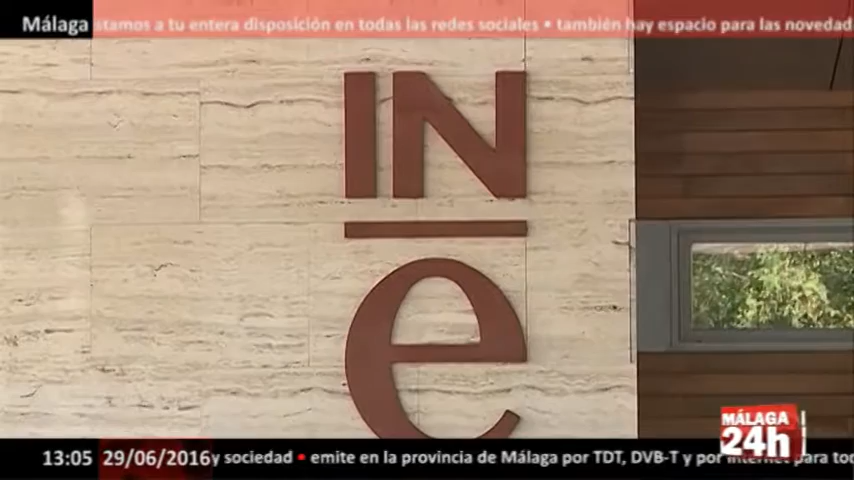 Málaga stamos a tu entera disposición en todas las redes sociales • también hay espacio para las novedad
IN
e
MÁLAGA
24h
13:05 29/06/2016 y sociedad • emite en la provincia de Málaga por TDT, DVB-T y por internet para tod